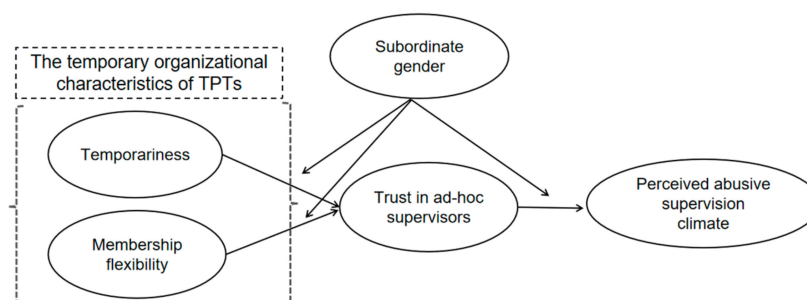 Subordinate
gender
The temporary organizational
characteristics of TPTs
Temporariness
Trust in ad-hoc
supervisors
Perceived abusive
supervision
climate
Membership
flexibility